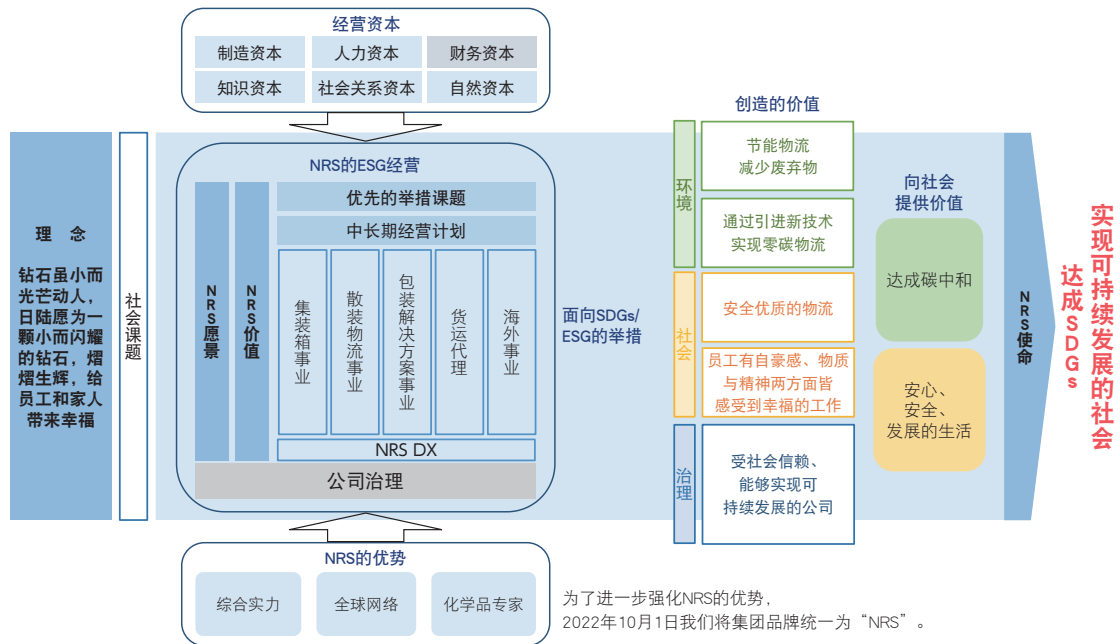 经营资本
制造资本
人力资本
财务资本
知识资本
社会关系资本
自然资本
理 念
钻石虽小而
光芒动人，
日陆愿为一
颗小而闪耀
的钻石，熠
熠生辉，给
员工和家人
带来幸福
社会课题
NRS的ESG经营
NRS愿景
NRS价值
优先的举措课题
中长期经营计划
集装箱事业
散装物流事业
包装解决方案事业
货运代理
海外事业
NRS DX
公司治理
NRS的优势
综合实力
全球网络
化学品专家
面向SDGs/
ESG的举措
创造的价值
环境
节能物流
减少废弃物
通过引进新技术
实现零碳物流
社会
安全优质的物流
员工有自豪感、物质
与精神两方面皆
感受到幸福的工作
治理
受社会信赖、
能够实现可
持续发展的公司
向社会
提供价值
达成碳中和
安心、
安全、
发展的生活
NRS使命
实现可持续发展的社会
达成SDGs
为了进一步强化NRS的优势，
2022年10月1日我们将集团品牌统一为“NRS”。